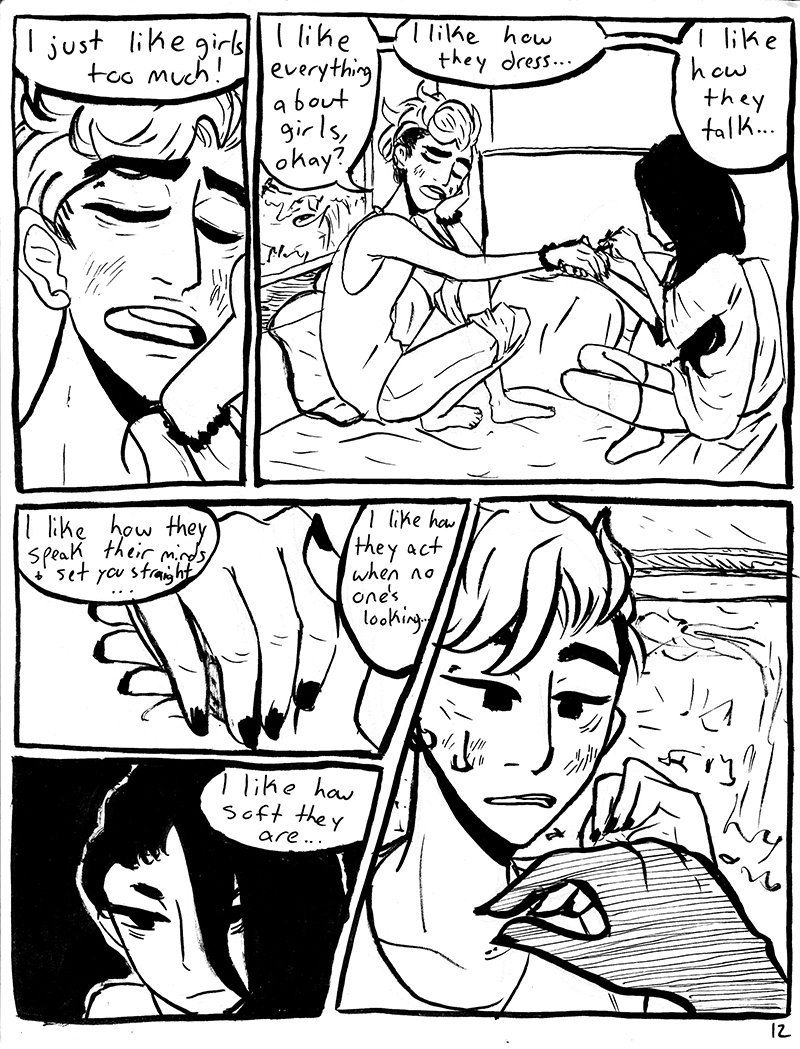 I just like girls
too much!
I like
everything
about
girls,
okay?
I like how
they dress...
I like
how
they
talk...
I like how they
speak their minds
& set you straight
...
I like how
they act
when no
one's
looking...
I like how
soft they
are...
12